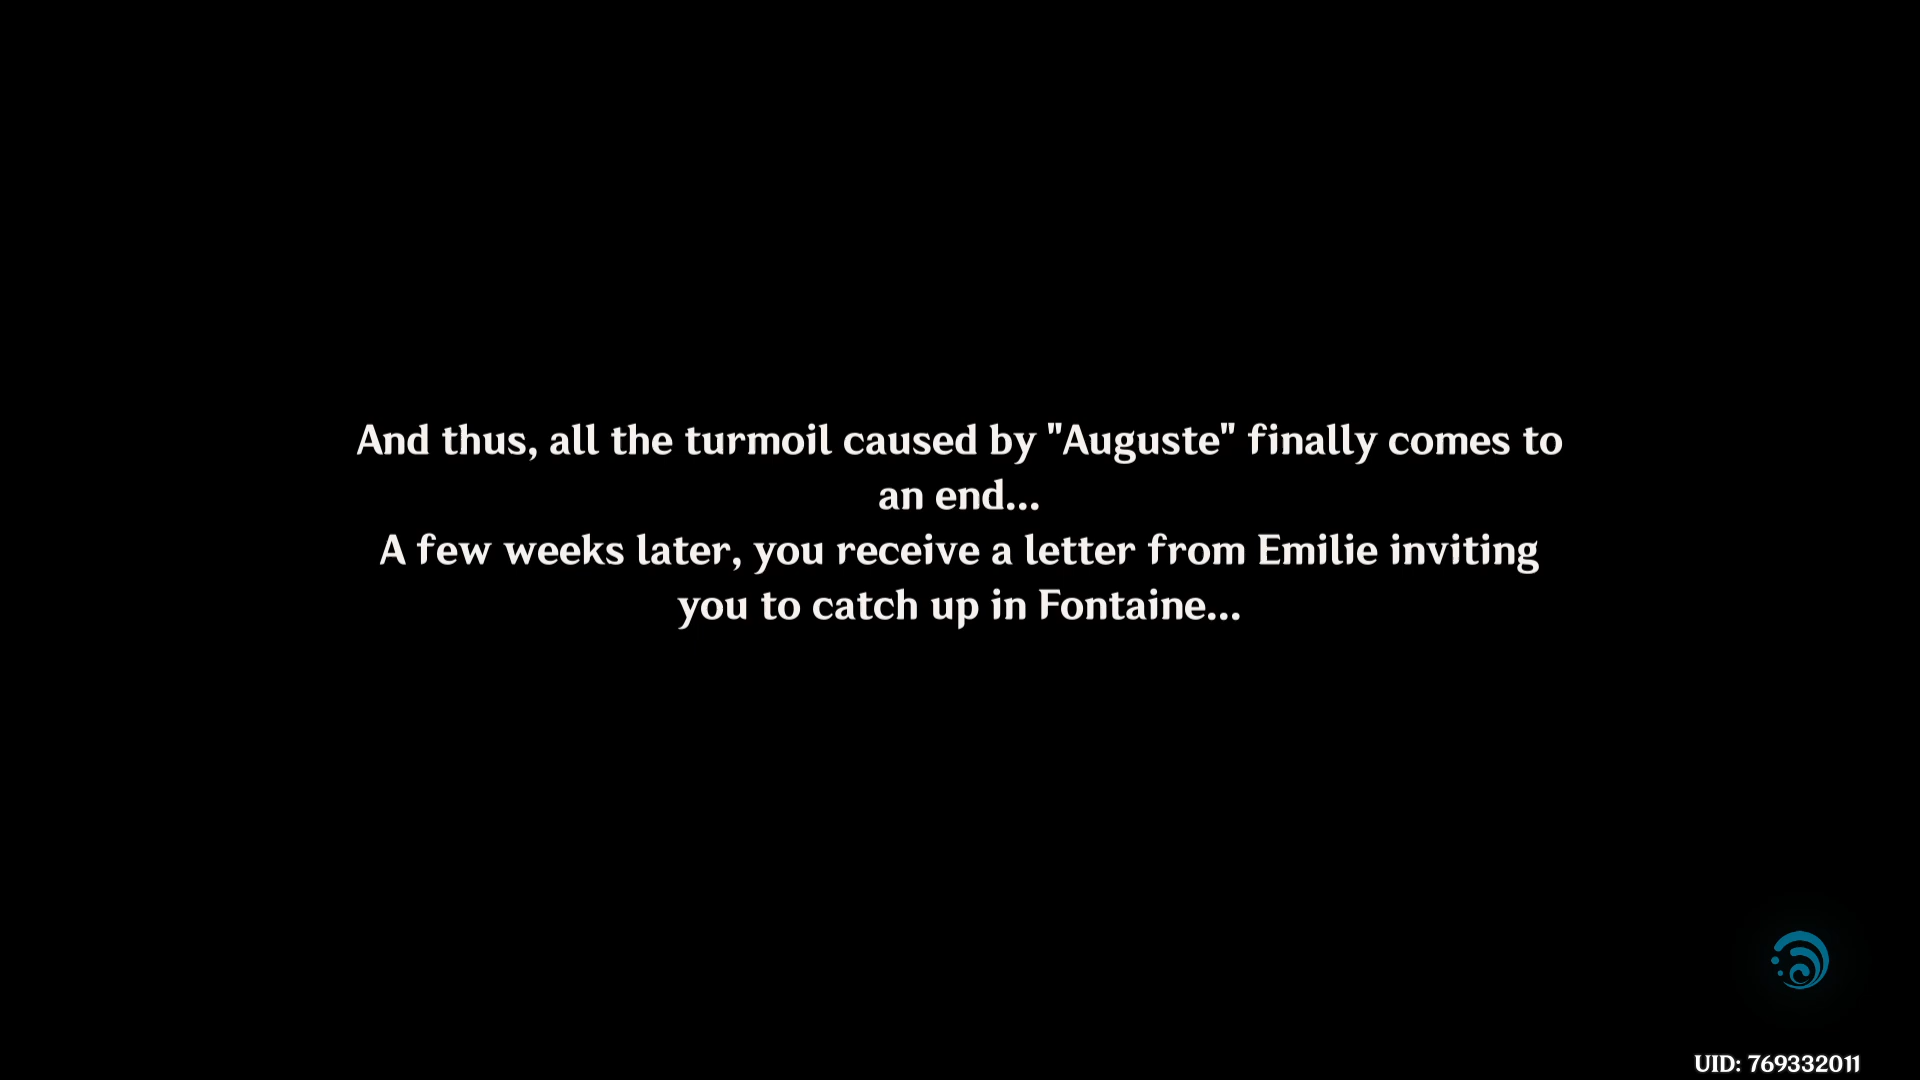 And thus, all the turmoil caused by "Auguste" finally comes to
an end...
A few weeks later, you receive a letter from Emilie inviting
you to catch up in Fontaine...
UID: 769332011